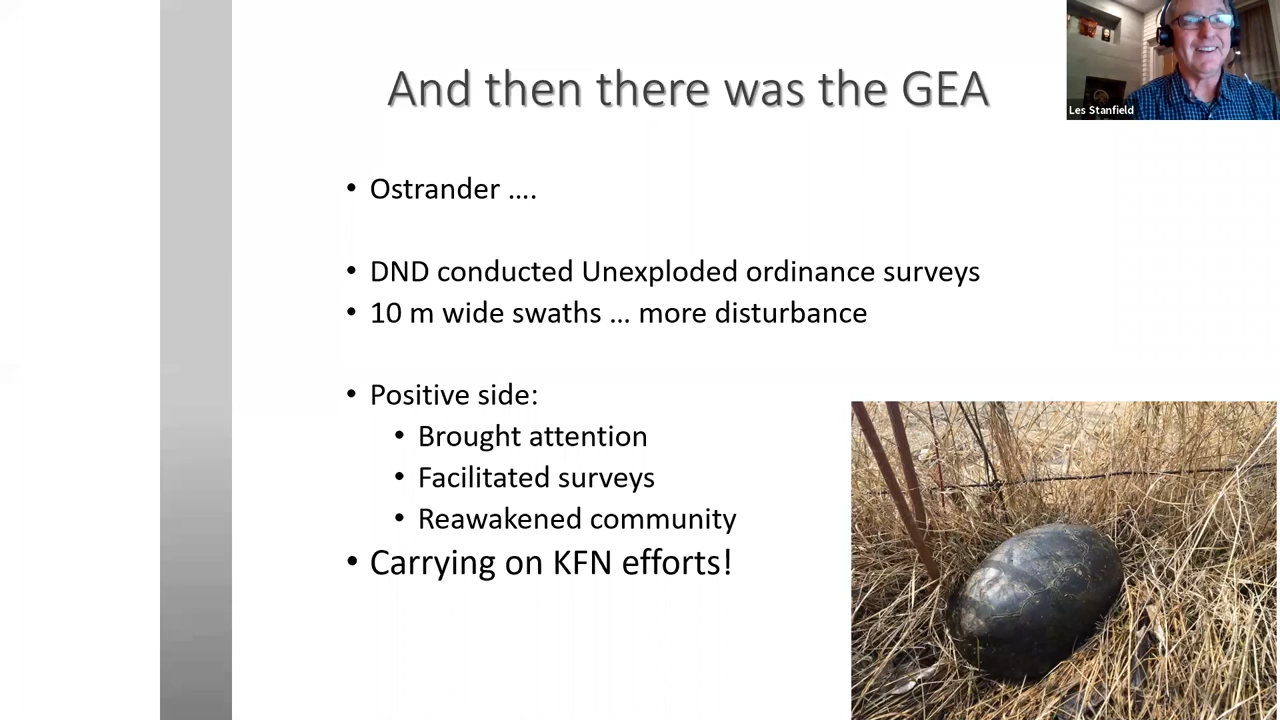 And then there was the GEA
Les Stanfield
• Ostrander ....
• DND conducted Unexploded ordinance surveys
• 10 m wide swaths ... more disturbance
• Positive side:
• Brought attention
• Facilitated surveys
• Reawakened community
• Carrying on KFN efforts!